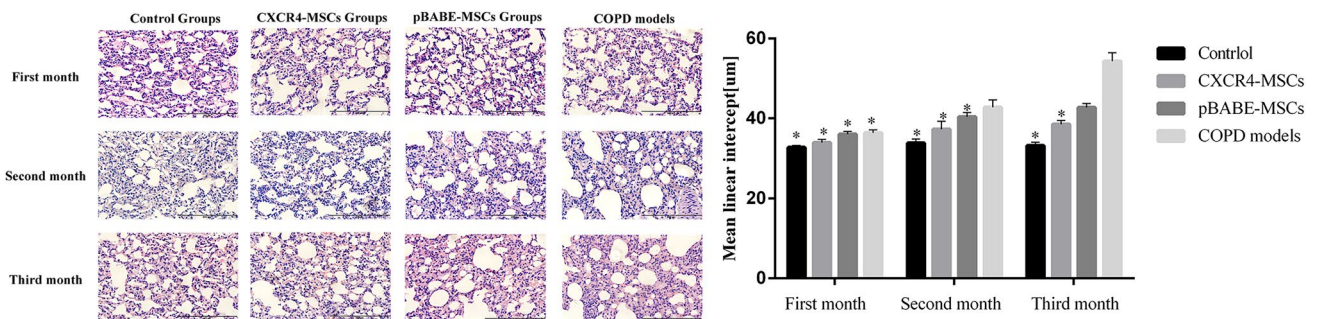 Control Groups
CXCR4-MSCs Groups
pBABE-MSCs Groups
COPD models
First month
Second month
Third month
Mean linear intercept[um]
60
40
20
0
* * * *
* * *
* *
First month
Second month
Third month
Contrlol
CXCR4-MSCs
pBABE-MSCs
COPD models